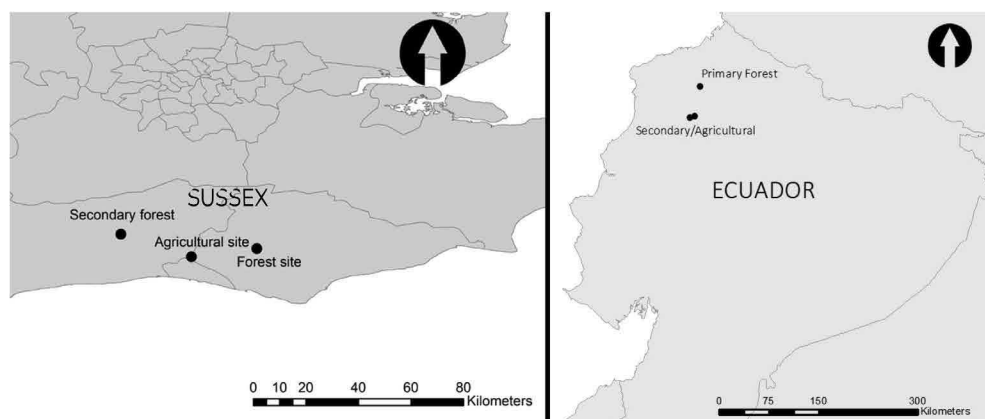 SUSSEX
Secondary forest
Agricultural site
Forest site
0 5 10 20 40 60 80
Kilometers
Primary Forest
Secondary/Agricultural
ECUADOR
0 75 150 300
Kilometers